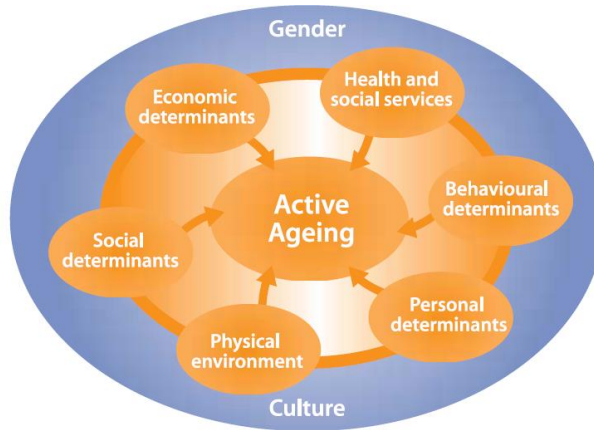 Gender
Health and
social services
Economic
determinants
Behavioural
determinants
Active
Ageing
Social
determinants
Personal
determinants
Physical
environment
Culture